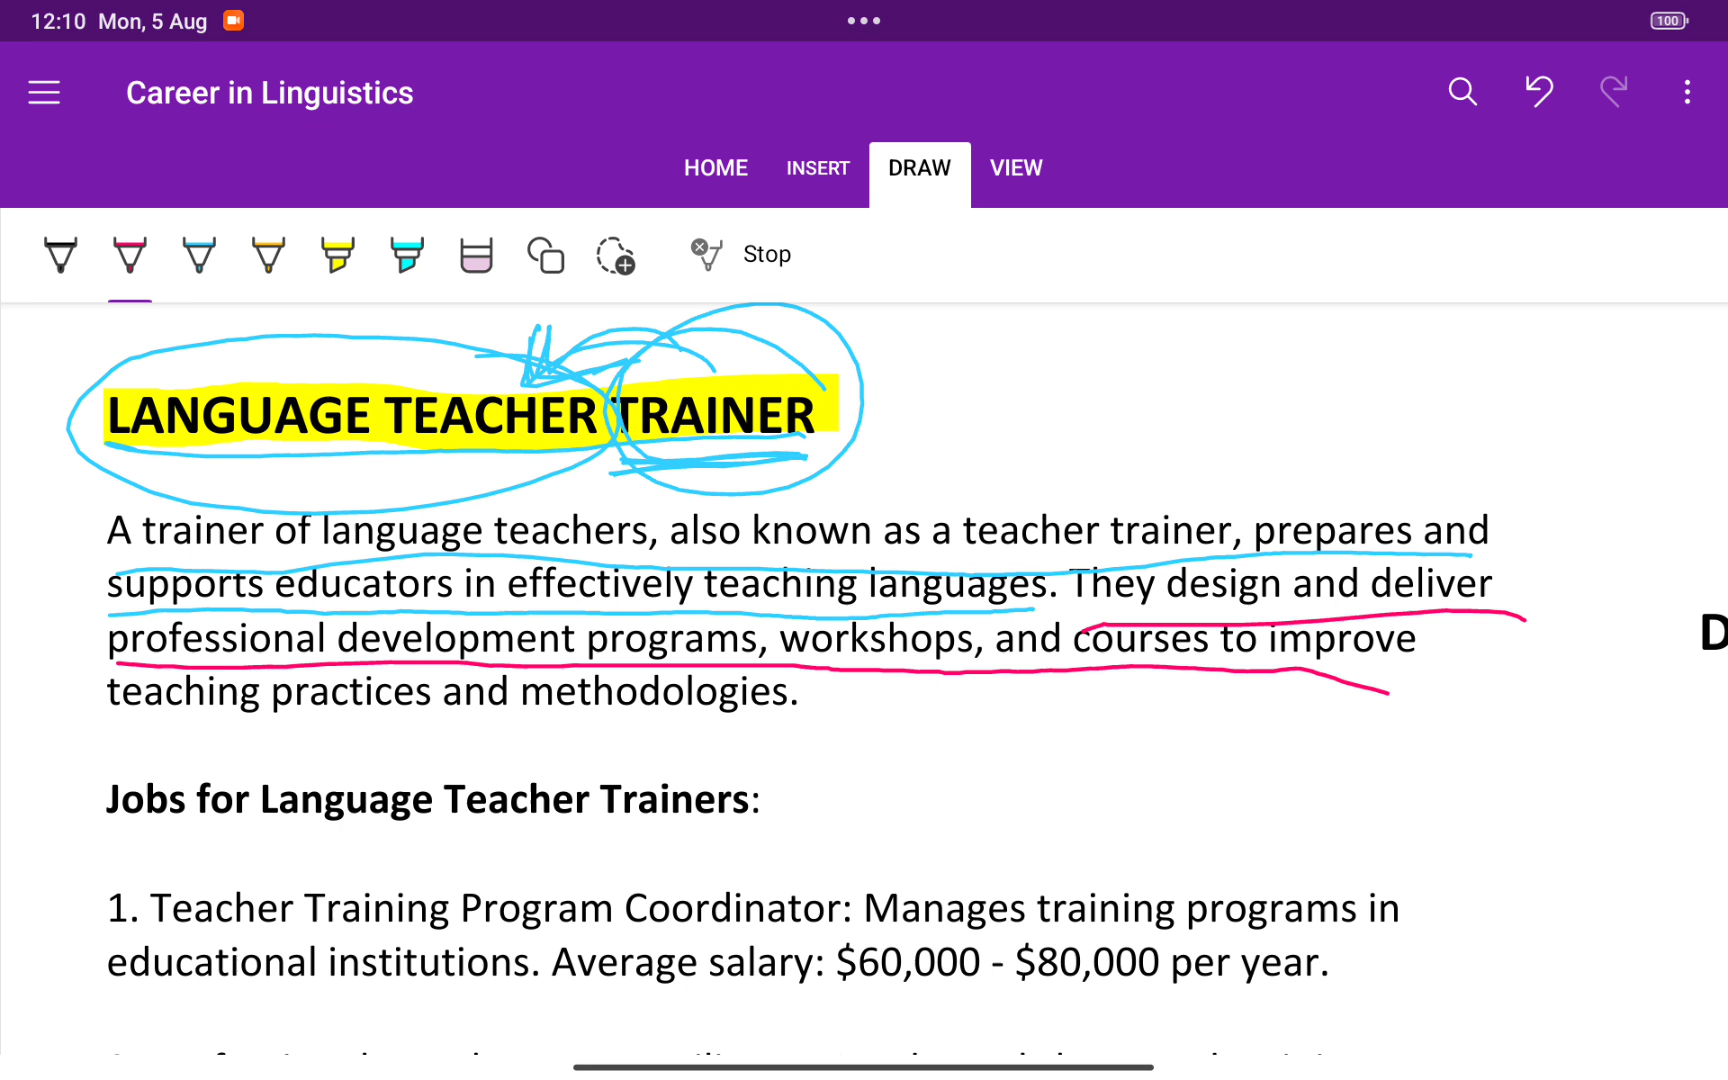 12:10 Mon, 5 Aug
100
Career in Linguistics
HOME INSERT DRAW VIEW
Stop
LANGUAGE TEACHER TRAINER
A trainer of language teachers, also known as a teacher trainer, prepares and
supports educators in effectively teaching languages. They design and deliver
professional development programs, workshops, and courses to improve
teaching practices and methodologies.
D
Jobs for Language Teacher Trainers:
1. Teacher Training Program Coordinator: Manages training programs in
educational institutions. Average salary: $60,000 - $80,000 per year.